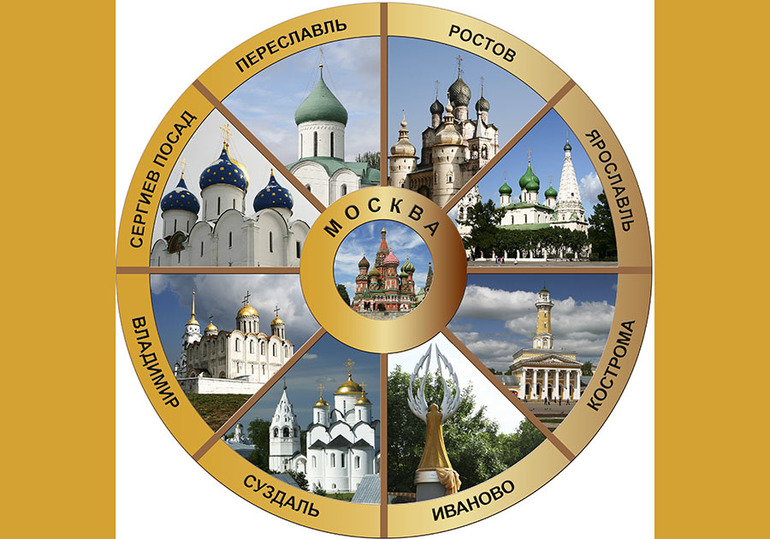 ПЕРЕСЛАВЛЬ
РОСТОВ
ЯРОСЛАВЛЬ
КОСТРОМА
ИВАНОВО
СУЗДАЛЬ
ВЛАДИМИР
СЕРГИЕВ ПОСАД
МОСКВА